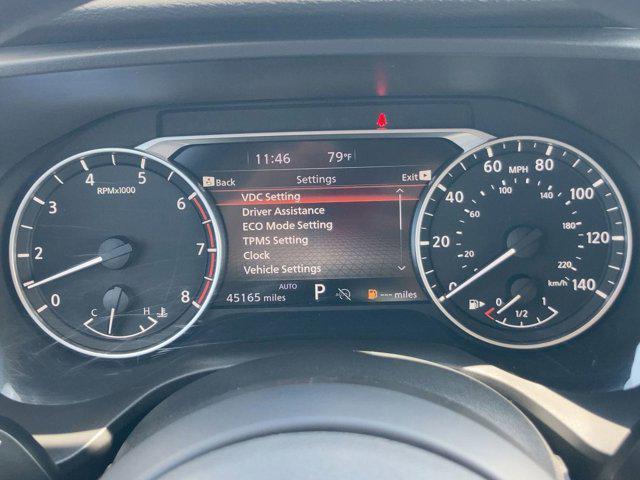 11:46 79°F
Back Settings Exit
VDC Setting
Driver Assistance
ECO Mode Setting
TPMS Setting
Clock
Vehicle Settings
AUTO
45165 miles P --- miles
RPMx1000
0 1 2 3 4 5 6 7 8
C H
MPH
0 20 40 60 80 100 120 140
km/h
20 60 100 140 180 220
0 1/2 1